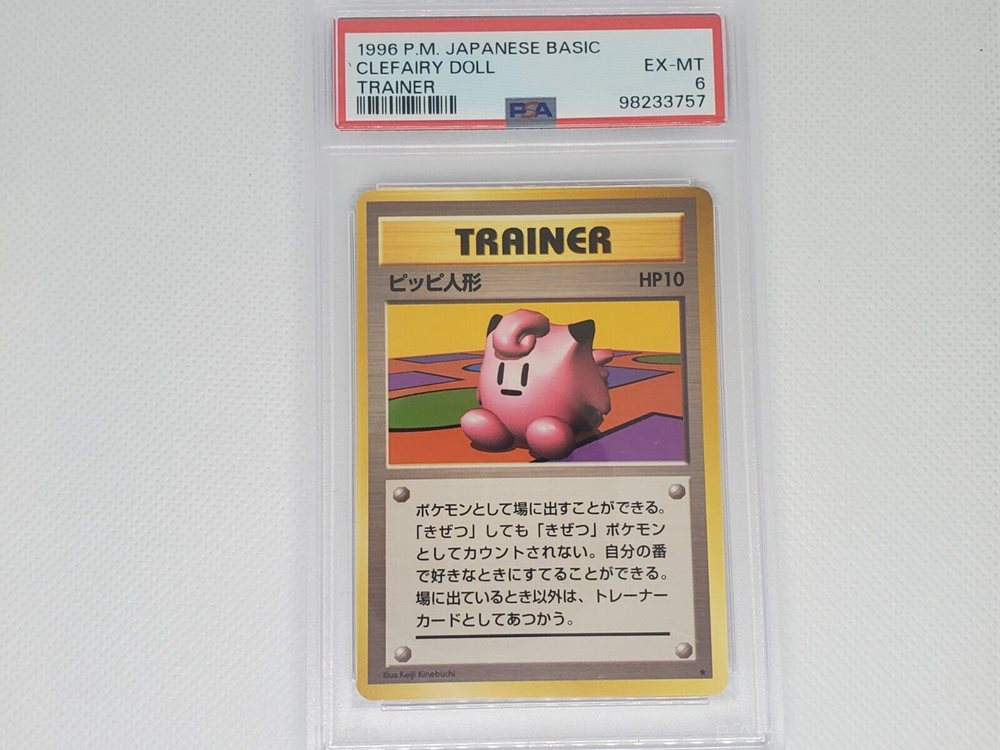 1996 P.M. JAPANESE BASIC
CLEFAIRY DOLL EX-MT
TRAINER 6
PSA 98233757
TRAINER
ピッピ人形 HP10
ポケモンとして場に出すことができる。
「きぜつ」しても「きぜつ」ポケモン
としてカウントされない。自分の番
で好きなときにすてることができる。
場に出ているとき以外は、トレーナー
カードとしてあつかう。
Illus. Keiji Kinebuchi ★